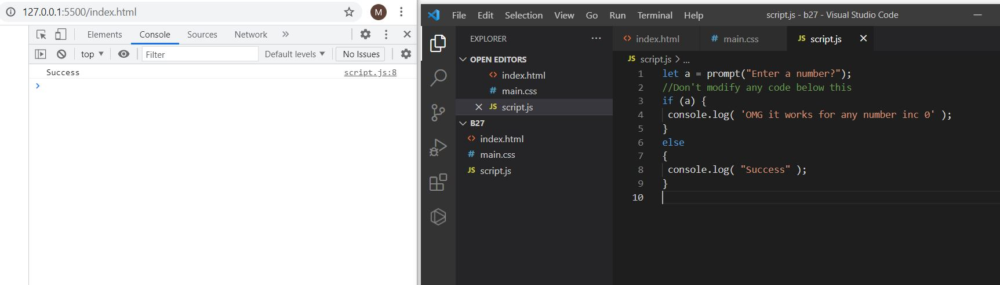 127.0.0.1:5500/index.html M
Elements Console Sources Network »
top ▼ Filter Default levels ▼ No Issues
Success script.js:8
>
File Edit Selection View Go Run Terminal Help script.js - b27 - Visual Studio Code
EXPLORER ...
OPEN EDITORS
<> index.html
# main.css
× JS script.js
B27
<> index.html
# main.css
JS script.js
<> index.html # main.css JS script.js ×
JS script.js > ...
1 let a = prompt("Enter a number?");
2 //Don't modify any code below this
3 if (a) {
4 console.log( 'OMG it works for any number inc 0' );
5 }
6 else
7 {
8 console.log( "Success" );
9 }
10